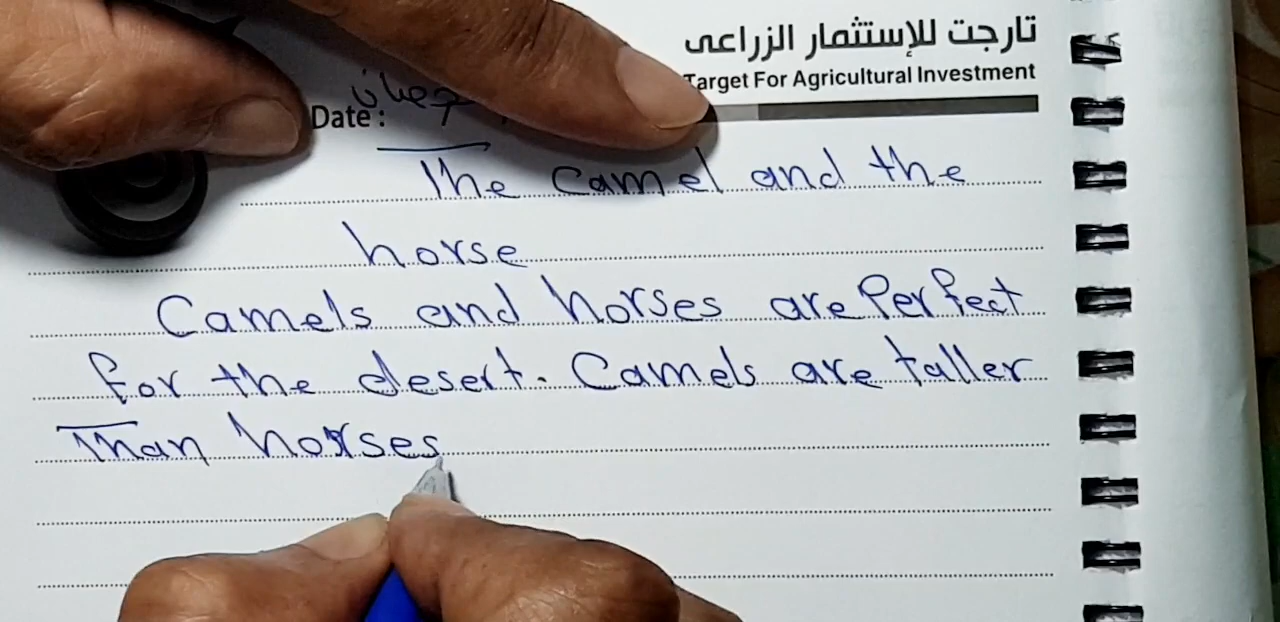 تارجت للإستثمار الزراعى
Target For Agricultural Investment
Date :
The Camel and the
horse
Camels and horses are Perfect
for the desert. Camels are taller
Than horses